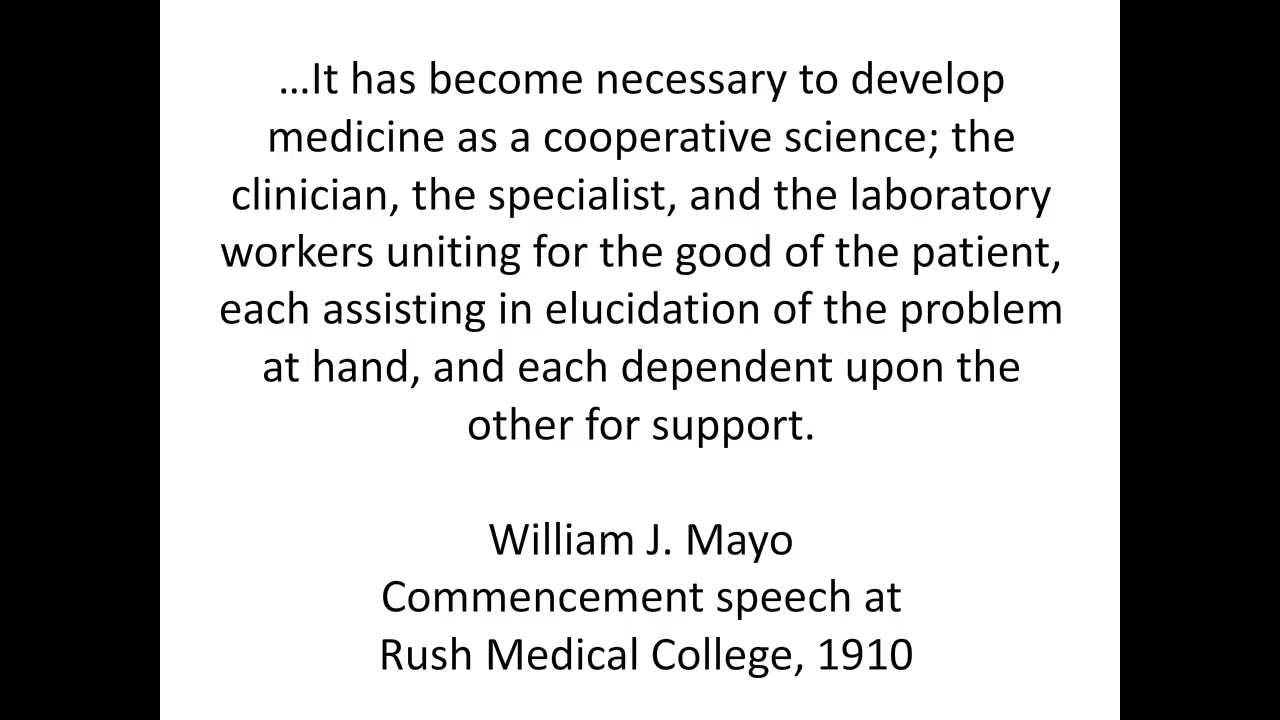 …It has become necessary to develop
medicine as a cooperative science; the
clinician, the specialist, and the laboratory
workers uniting for the good of the patient,
each assisting in elucidation of the problem
at hand, and each dependent upon the
other for support.
William J. Mayo
Commencement speech at
Rush Medical College, 1910